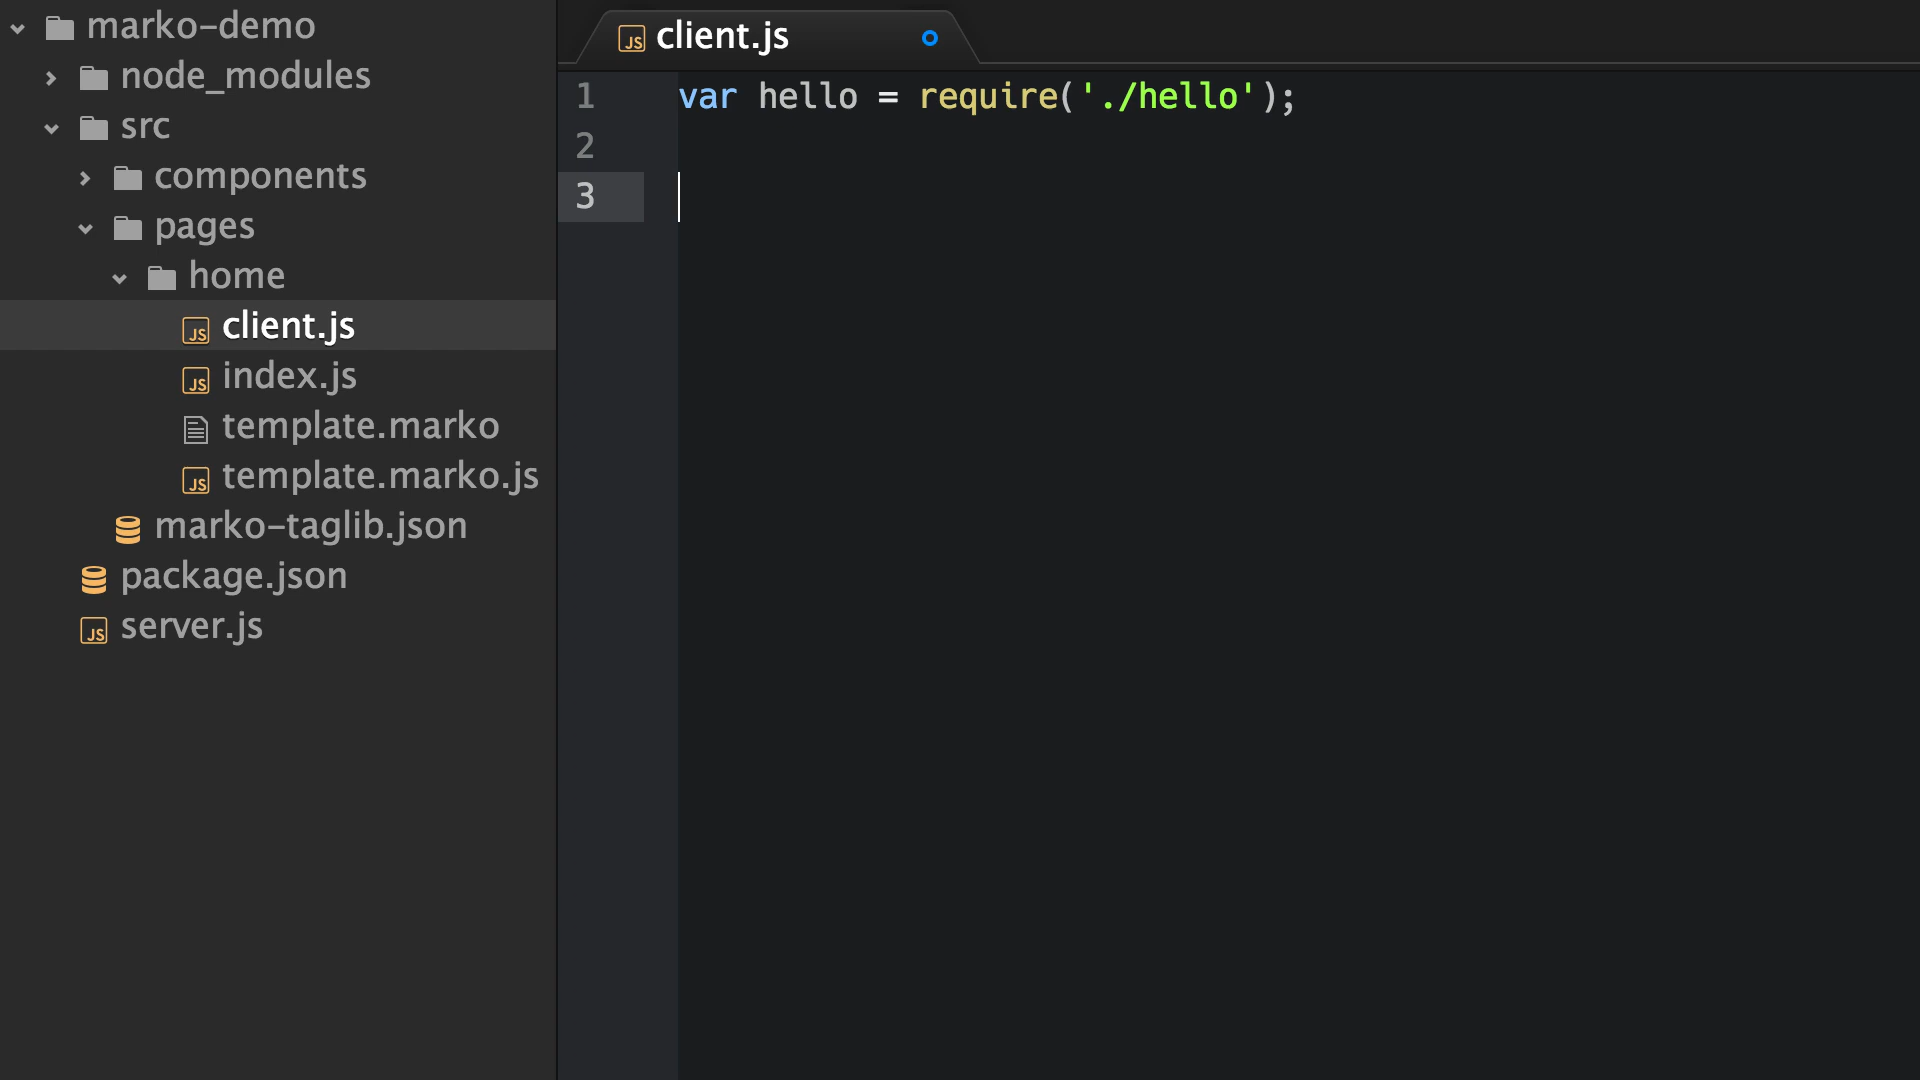 marko-demo
node_modules
src
components
pages
home
client.js
index.js
template.marko
template.marko.js
marko-taglib.json
package.json
server.js
client.js
1 var hello = require('./hello');
2
3